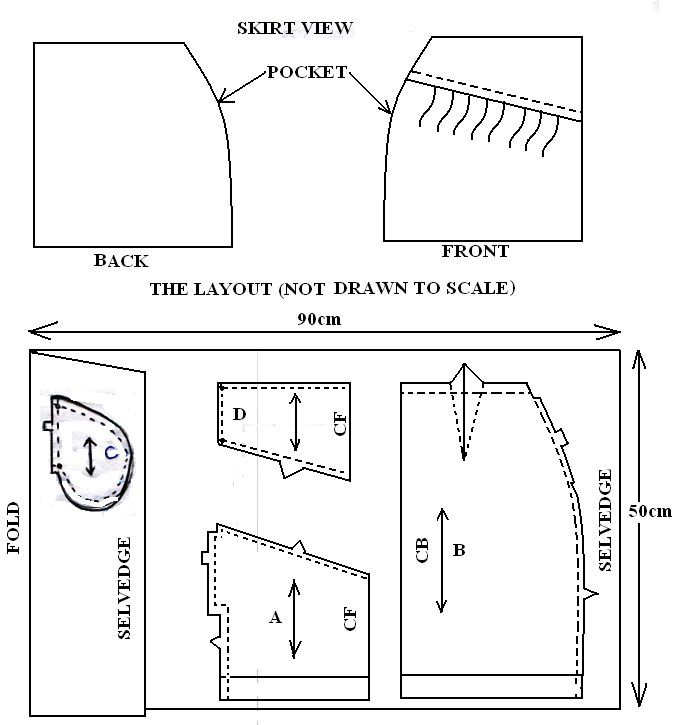 SKIRT VIEW
POCKET
BACK
FRONT
THE LAYOUT (NOT DRAWN TO SCALE)
90cm
D
CF
C
FOLD
SELVEDGE
A
CF
CB
B
SELVEDGE
50cm